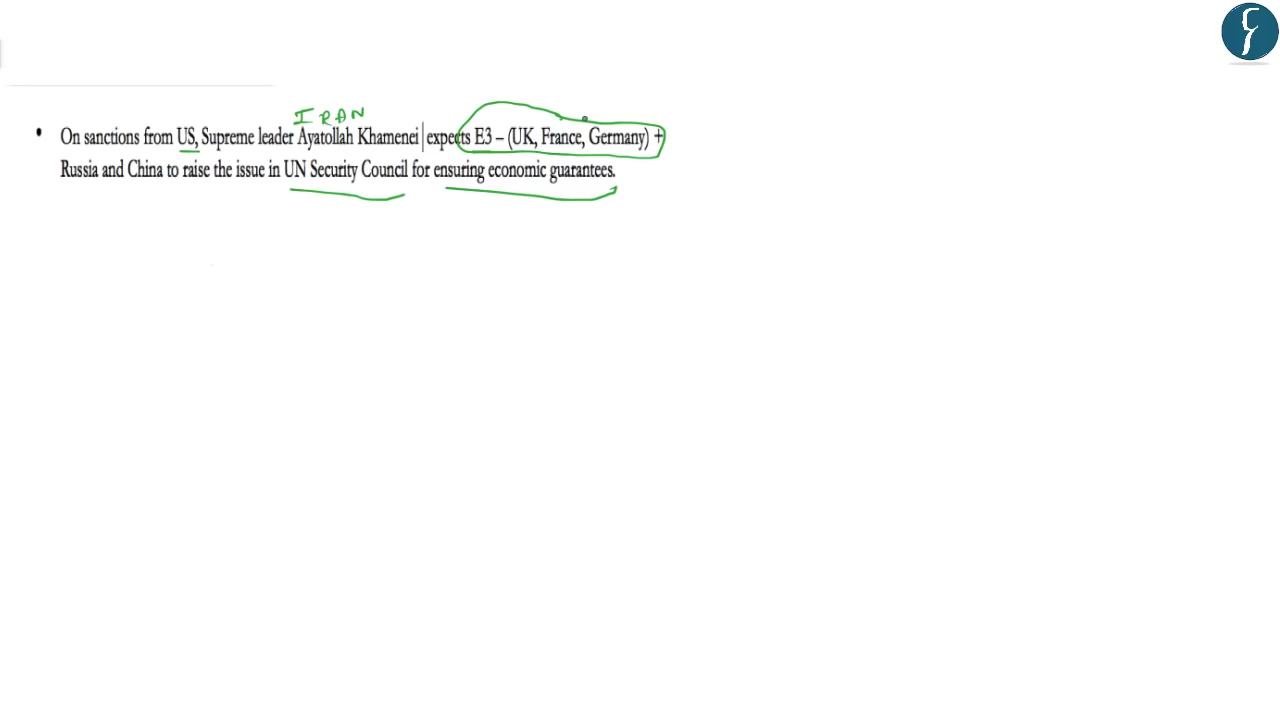 IRAN
• On sanctions from US, Supreme leader Ayatollah Khamenei expects E3 – (UK, France, Germany) +
Russia and China to raise the issue in UN Security Council for ensuring economic guarantees.